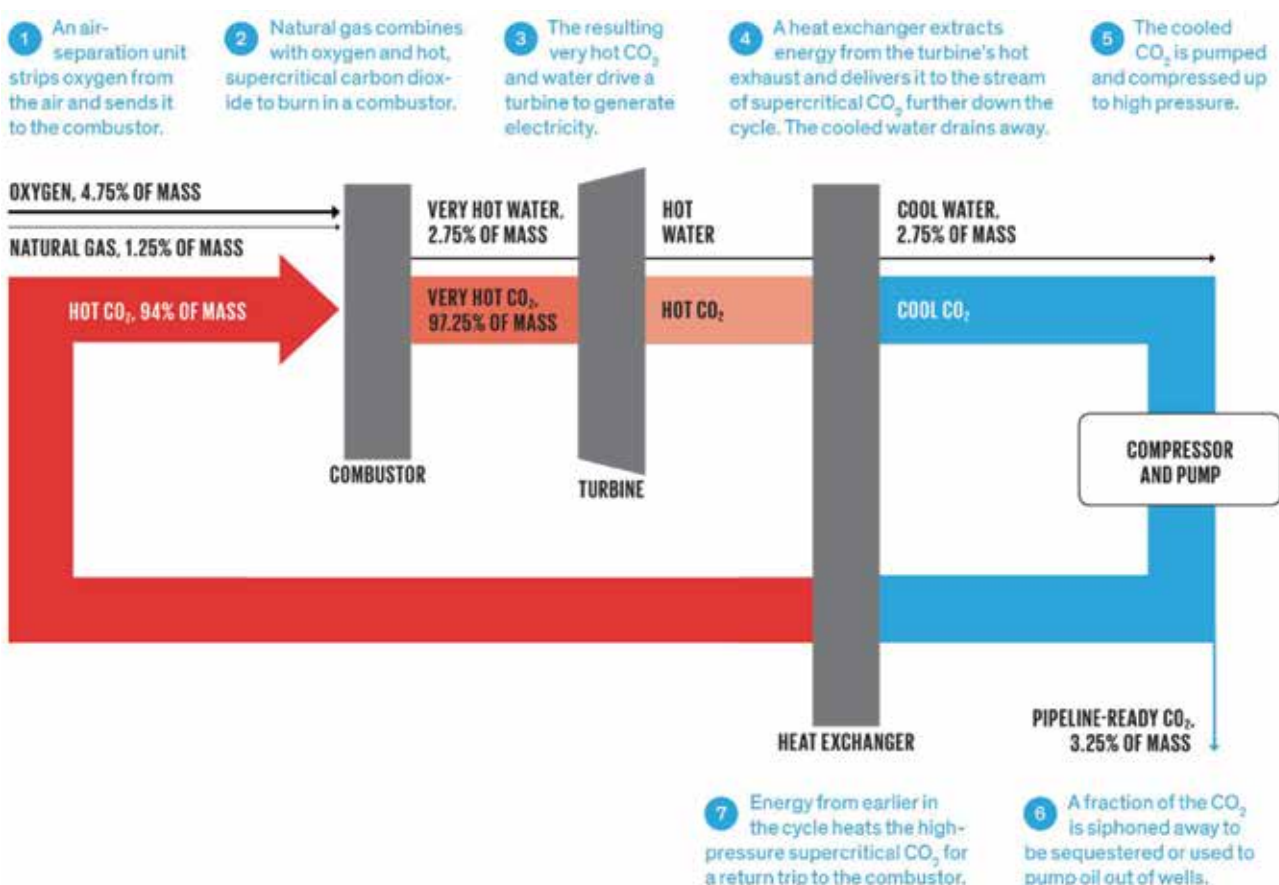 1 An air-
separation unit
strips oxygen from
the air and sends it
to the combustor.
2 Natural gas combines
with oxygen and hot,
supercritical carbon diox-
ide to burn in a combustor.
3 The resulting
very hot CO₂
and water drive a
turbine to generate
electricity.
4 A heat exchanger extracts
energy from the turbine's hot
exhaust and delivers it to the stream
of supercritical CO₂ further down the
cycle. The cooled water drains away.
5 The cooled
CO₂ is pumped
and compressed up
to high pressure.
OXYGEN, 4.75% OF MASS
NATURAL GAS, 1.25% OF MASS
HOT CO₂, 94% OF MASS
VERY HOT WATER,
2.75% OF MASS
VERY HOT CO₂,
97.25% OF MASS
HOT
WATER
HOT CO₂
COOL WATER,
2.75% OF MASS
COOL CO₂
COMBUSTOR
TURBINE
COMPRESSOR
AND PUMP
HEAT EXCHANGER
PIPELINE-READY CO₂,
3.25% OF MASS
7 Energy from earlier in
the cycle heats the high-
pressure supercritical CO₂ for
a return trip to the combustor.
6 A fraction of the CO₂
is siphoned away to
be sequestered or used to
pump oil out of wells.